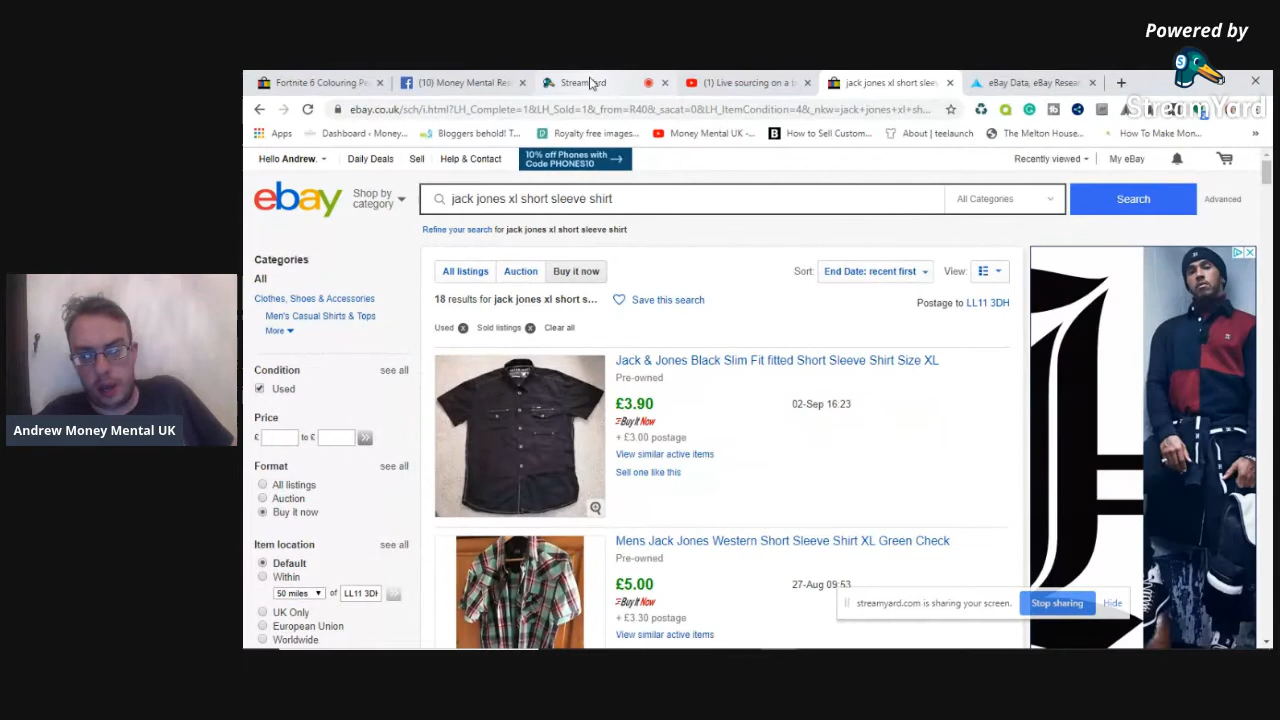 Powered by
StreamYard
Fortnite 6 Colouring Pe
(10) Money Mental Res
StreamYard
(1) Live sourcing on a t
jack jones xl short sleev
eBay Data, eBay Resear
ebay.co.uk/sch/i.html?LH_Complete=1&LH_Sold=1&_from=R40&_sacat=0&LH_ItemCondition=4&_nkw=jack+jones+xl+sh...
Apps
Dashboard ‹ Money...
Bloggers behold! T...
Royalty free images...
Money Mental UK -...
How to Sell Custom...
About | teelaunch
The Melton House...
How To Make Mon...
Hello Andrew.
Daily Deals
Sell
Help & Contact
10% off Phones with
Code PHONES10
Recently viewed
My eBay
ebay
Shop by
category
jack jones xl short sleeve shirt
All Categories
Search
Advanced
Refine your search for jack jones xl short sleeve shirt
Categories
All
Clothes, Shoes & Accessories
Men's Casual Shirts & Tops
More
Condition
see all
Used
Price
£
to £
Format
see all
All listings
Auction
Buy it now
Item location
see all
Default
Within
50 miles
of
LL11 3DH
UK Only
European Union
Worldwide
All listings
Auction
Buy it now
Sort:
End Date: recent first
View:
18 results for jack jones xl short s...
Save this search
Postage to LL11 3DH
Used
Sold listings
Clear all
Jack & Jones Black Slim Fit fitted Short Sleeve Shirt Size XL
Pre-owned
£3.90
02-Sep 16:23
Buy It Now
+ £3.00 postage
View similar active items
Sell one like this
Mens Jack Jones Western Short Sleeve Shirt XL Green Check
Pre-owned
£5.00
27-Aug 09:53
Buy It Now
+ £3.30 postage
View similar active items
streamyard.com is sharing your screen.
Stop sharing
Hide
Andrew Money Mental UK